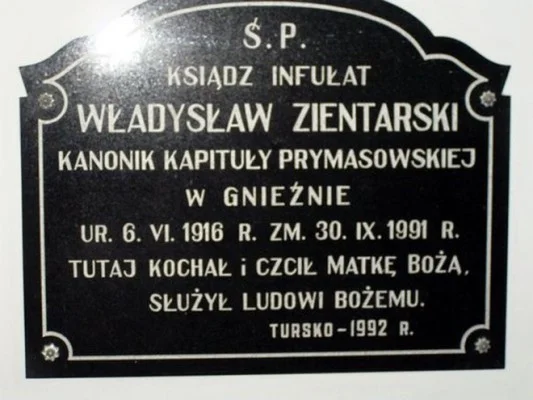 Ś.P.
KSIĄDZ INFUŁAT
WŁADYSŁAW ZIENTARSKI
KANONIK KAPITUŁY PRYMASOWSKIEJ
W GNIEŹNIE
UR. 6. VI. 1916 R. ZM. 30. IX. 1991 R.
TUTAJ KOCHAŁ i CZCIŁ MATKĘ BOŻĄ,
SŁUŻYŁ LUDOWI BOŻEMU.
TURSKO-1992 R.